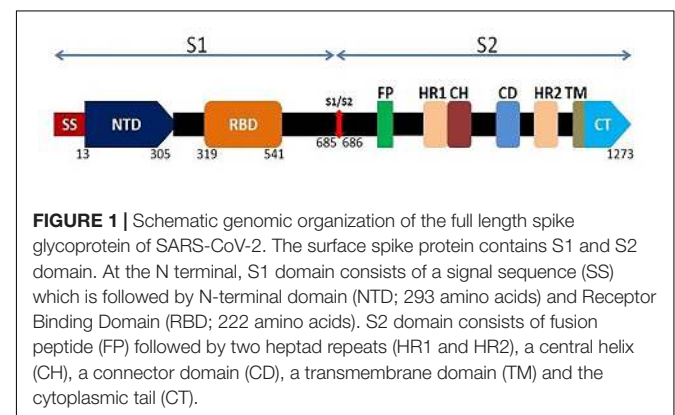 S1 S2
S1/S2 FP HR1 CH CD HR2 TM
SS NTD RBD CT
13 305 319 541 685 686 1273
FIGURE 1 | Schematic genomic organization of the full length spike
glycoprotein of SARS-CoV-2. The surface spike protein contains S1 and S2
domain. At the N terminal, S1 domain consists of a signal sequence (SS)
which is followed by N-terminal domain (NTD; 293 amino acids) and Receptor
Binding Domain (RBD; 222 amino acids). S2 domain consists of fusion
peptide (FP) followed by two heptad repeats (HR1 and HR2), a central helix
(CH), a connector domain (CD), a transmembrane domain (TM) and the
cytoplasmic tail (CT).